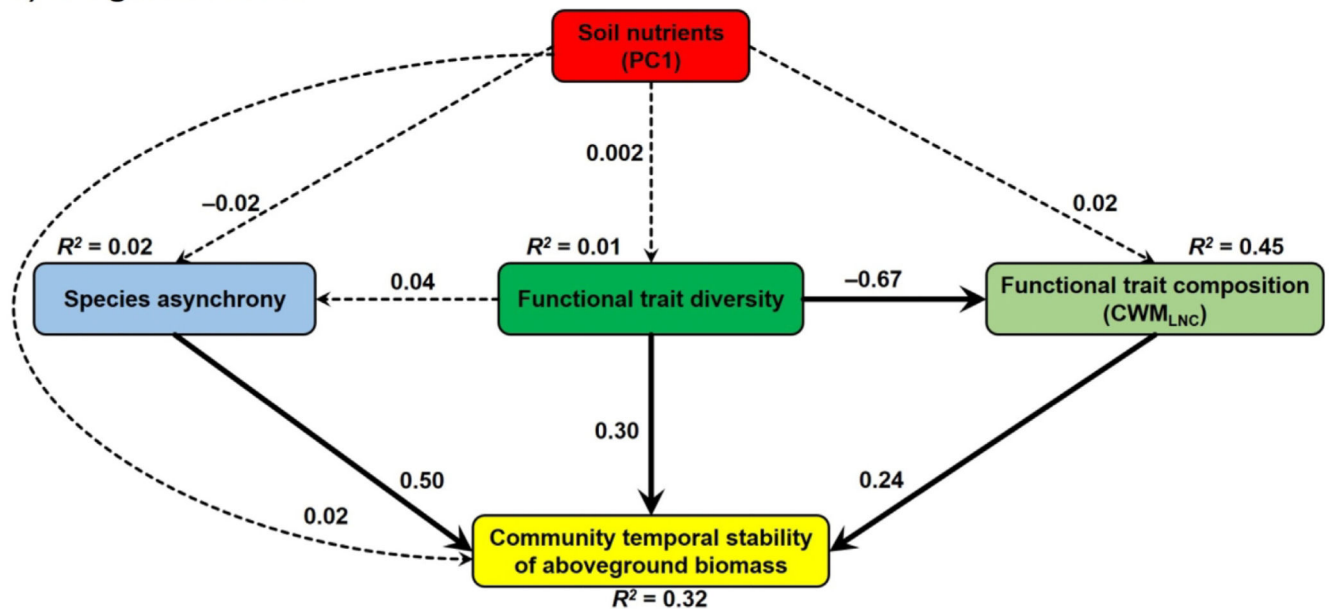 Soil nutrients
(PC1)
0.002
–0.02
0.02
R² = 0.02
R² = 0.01
R² = 0.45
Species asynchrony
0.04
Functional trait diversity
–0.67
Functional trait composition
(CWM_LNC)
0.30
0.50
0.24
0.02
Community temporal stability
of aboveground biomass
R² = 0.32